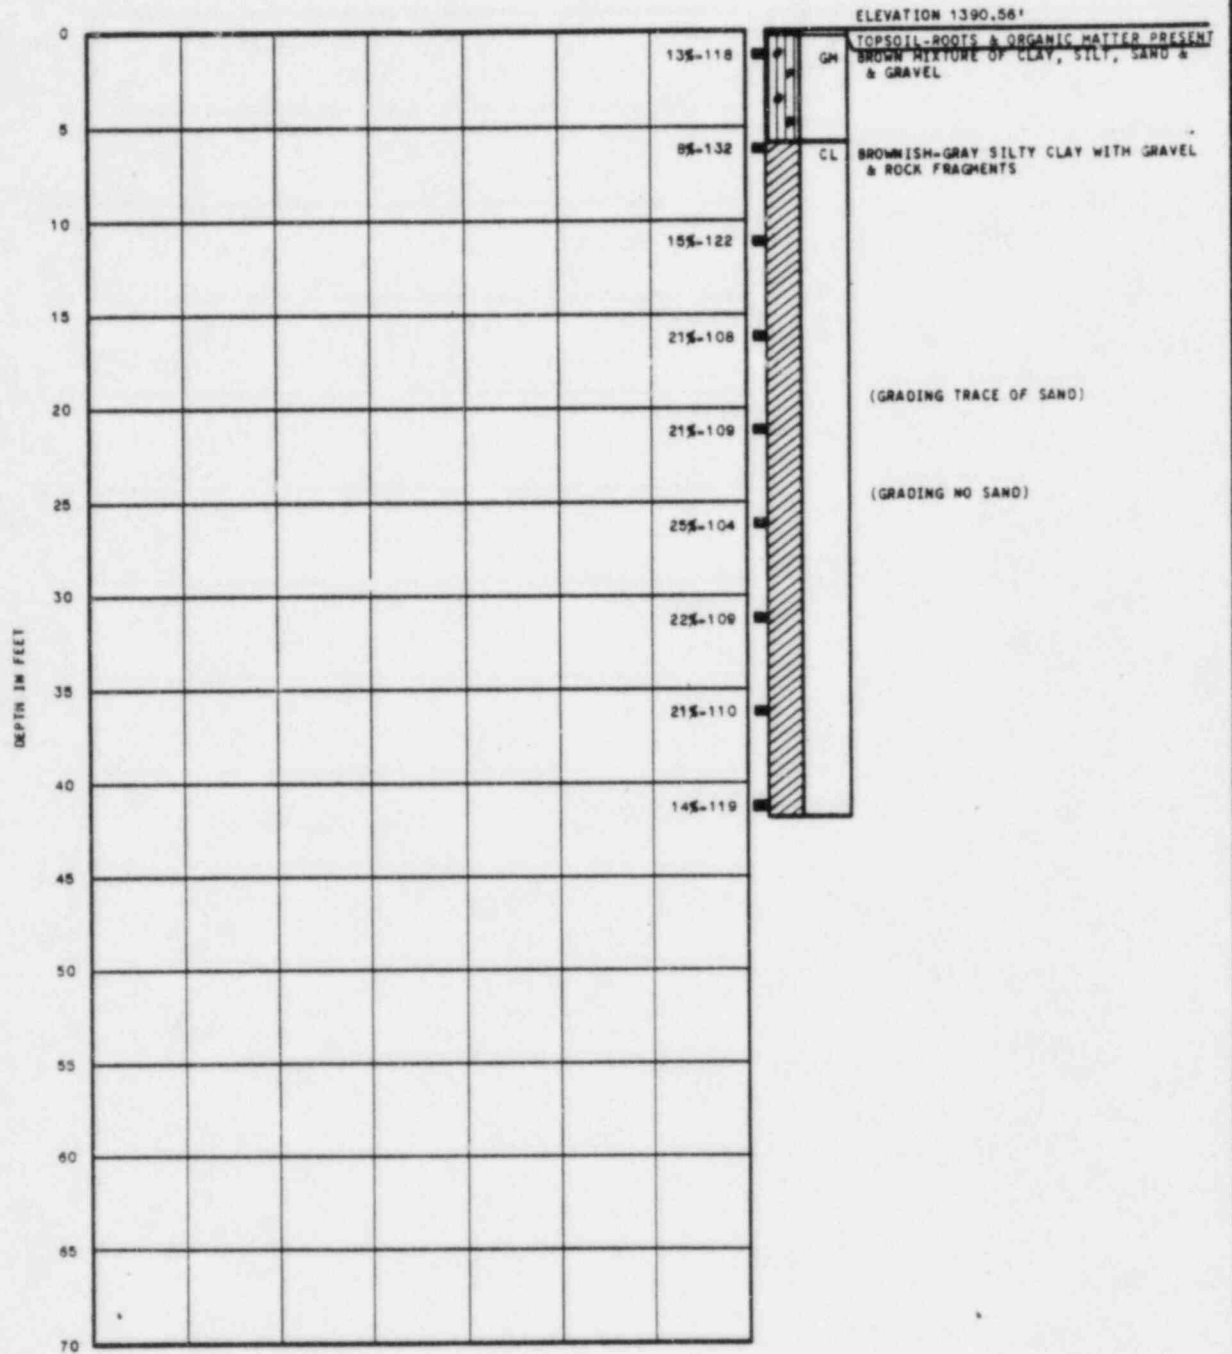 ELEVATION 1390.56'
0
TOPSOIL-ROOTS & ORGANIC MATTER PRESENT
13%-118
GM
BROWN MIXTURE OF CLAY, SILT, SAND &
& GRAVEL
5
8%-132
CL
BROWNISH-GRAY SILTY CLAY WITH GRAVEL
& ROCK FRAGMENTS
10
15%-122
15
21%-108
(GRADING TRACE OF SAND)
20
21%-109
(GRADING NO SAND)
25
25%-104
30
22%-109
DEPTH IN FEET
35
21%-110
40
14%-119
45
50
55
60
65
70